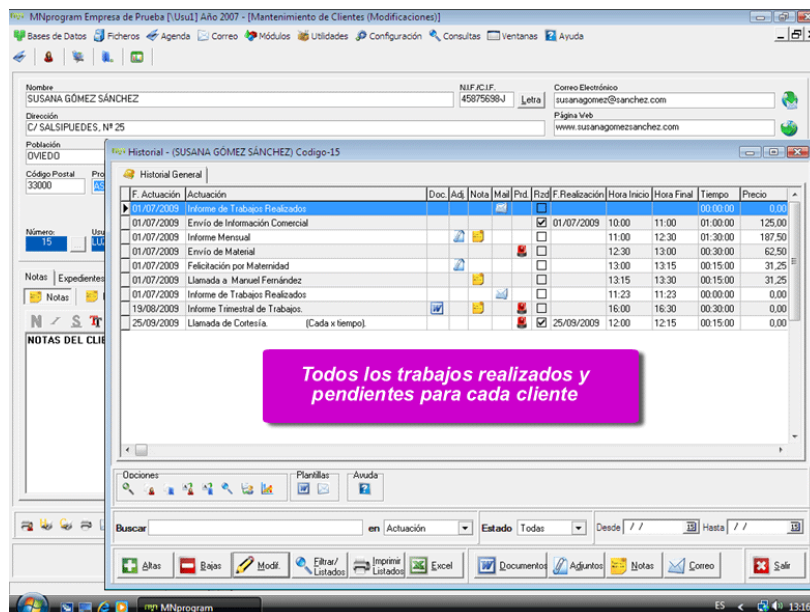 MNprogram Empresa de Prueba [\Usu1] Año 2007 - [Mantenimiento de Clientes (Modificaciones)]
Bases de Datos Ficheros Agenda Correo Módulos Utilidades Configuración Consultas Ventanas Ayuda
Nombre N.I.F./C.I.F. Correo Electrónico
SUSANA GÓMEZ SÁNCHEZ 45875698-J Letra susanagomez@sanchez.com
Dirección Página Web
C/ SALSIPUEDES, Nº 25 www.susanagomezsanchez.com
Población
OVIEDO
Código Postal
33000
Número:
15
Notas Expedientes
Notas
N S
NOTAS DEL CLIE
Historial - (SUSANA GÓMEZ SÁNCHEZ) Codigo-15
Historial General
F. Actuación Actuación Doc. Adj. Nota Mail Prd. Rzd F.Realización Hora Inicio Hora Final Tiempo Precio
01/07/2009 Informe de Trabajos Realizados 00:00:00 0,00
01/07/2009 Envío de Información Comercial 01/07/2009 10:00 11:00 01:00:00 125,00
01/07/2009 Informe Mensual 11:00 12:30 01:30:00 187,50
01/07/2009 Envío de Material 12:30 13:00 00:30:00 62,50
01/07/2009 Felicitación por Maternidad 13:00 13:15 00:15:00 31,25
01/07/2009 Llamada a Manuel Fernández 13:15 13:30 00:15:00 31,25
01/07/2009 Informe de Trabajos Realizados 11:23 11:23 00:00:00 0,00
19/08/2009 Informe Trimestral de Trabajos. 16:00 16:30 00:30:00 0,00
25/09/2009 Llamada de Cortesía. (Cada x tiempo). 25/09/2009 12:00 12:15 00:15:00 0,00
Todos los trabajos realizados y
pendientes para cada cliente
Opciones Plantillas Ayuda
Buscar en Actuación Estado Todas Desde / / Hasta / /
Altas Bajas Modif. Filtrar/ Listados Imprimir Listados Excel Documentos Adjuntos Notas Correo Salir
MNprogram ES 13:16